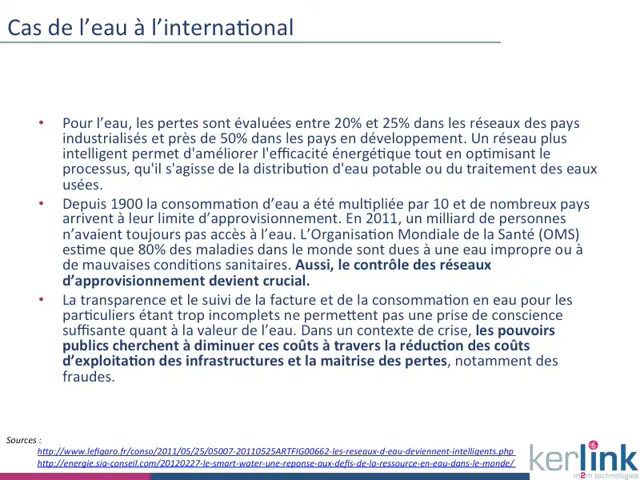 Cas de l'eau à l'international
• Pour l'eau, les pertes sont évaluées entre 20% et 25% dans les réseaux des pays
industrialisés et près de 50% dans les pays en développement. Un réseau plus
intelligent permet d'améliorer l'efficacité énergétique tout en optimisant le
processus, qu'il s'agisse de la distribution d'eau potable ou du traitement des eaux
usées.
• Depuis 1900 la consommation d'eau a été multipliée par 10 et de nombreux pays
arrivent à leur limite d'approvisionnement. En 2011, un milliard de personnes
n'avaient toujours pas accès à l'eau. L'Organisation Mondiale de la Santé (OMS)
estime que 80% des maladies dans le monde sont dues à une eau impropre ou à
de mauvaises conditions sanitaires. Aussi, le contrôle des réseaux
d'approvisionnement devient crucial.
• La transparence et le suivi de la facture et de la consommation en eau pour les
particuliers étant trop incomplets ne permettent pas une prise de conscience
suffisante quant à la valeur de l'eau. Dans un contexte de crise, les pouvoirs
publics cherchent à diminuer ces coûts à travers la réduction des coûts
d'exploitation des infrastructures et la maitrise des pertes, notamment des
fraudes.
Sources :
http://www.lefigaro.fr/conso/2011/05/25/05007-20110525ARTFIG00662-les-reseaux-d-eau-deviennent-intelligents.php
http://energie.sia-conseil.com/20120227-le-smart-water-une-reponse-aux-defis-de-la-ressource-en-eau-dans-le-monde/
kerlink
m2m technologies